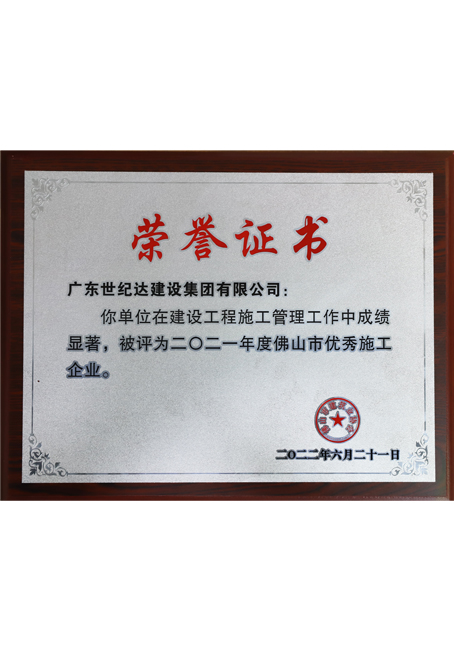 荣誉证书
广东世纪达建设集团有限公司：
你单位在建设工程施工管理工作中成绩
显著，被评为二〇二一年度佛山市优秀施工
企业。
二〇二二年六月二十一日